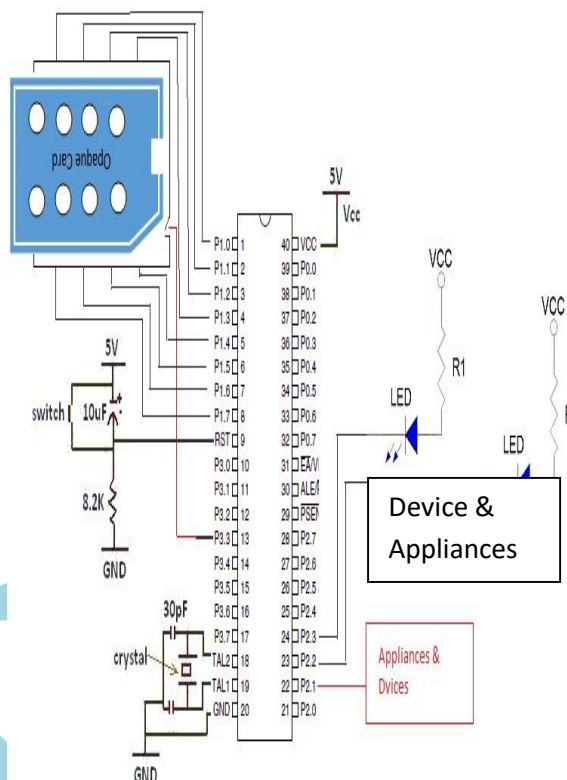 Opaque Card
5V
Vcc
P1.0 1
P1.1 2
P1.2 3
P1.3 4
P1.4 5
P1.5 6
P1.6 7
P1.7 8
RST 9
P3.0 10
P3.1 11
P3.2 12
P3.3 13
P3.4 14
P3.5 15
P3.6 16
P3.7 17
TAL2 18
TAL1 19
GND 20
40 VCC
39 P0.0
38 P0.1
37 P0.2
36 P0.3
35 P0.4
34 P0.5
33 P0.6
32 P0.7
31 EA/
30 ALE/
29 PSEN
28 P2.7
27 P2.6
26 P2.5
25 P2.4
24 P2.3
23 P2.2
22 P2.1
21 P2.0
5V
switch
10uF
+
8.2K
GND
30pF
crystal
GND
VCC
R1
LED
VCC
LED
Device &
Appliances
Appliances &
Dvices